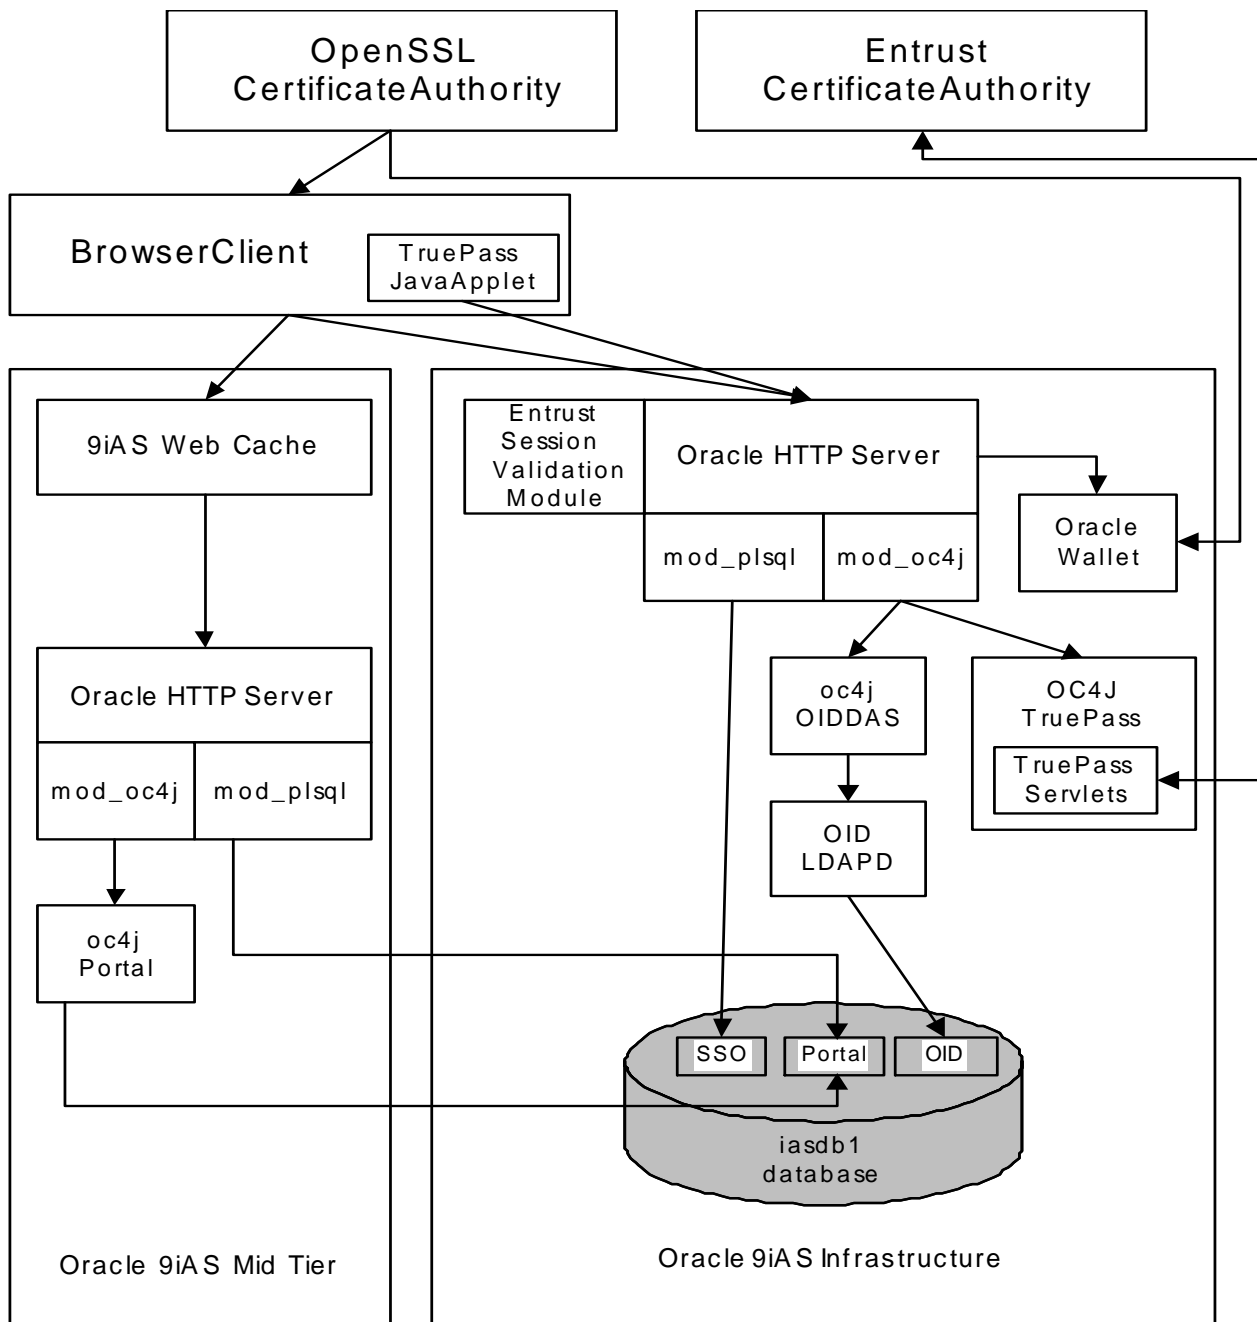 OpenSSL
CertificateAuthority
Entrust
CertificateAuthority
BrowserClient
TruePass
JavaApplet
9iAS Web Cache
Entrust
Session
Validation
Module
Oracle HTTP Server
mod_plsql
mod_oc4j
Oracle
Wallet
Oracle HTTP Server
mod_oc4j
mod_plsql
oc4j
OIDDAS
OC4J
TruePass
TruePass
Servlets
OID
LDAPD
oc4j
Portal
SSO
Portal
OID
iasdb1
database
Oracle 9iAS Mid Tier
Oracle 9iAS Infrastructure